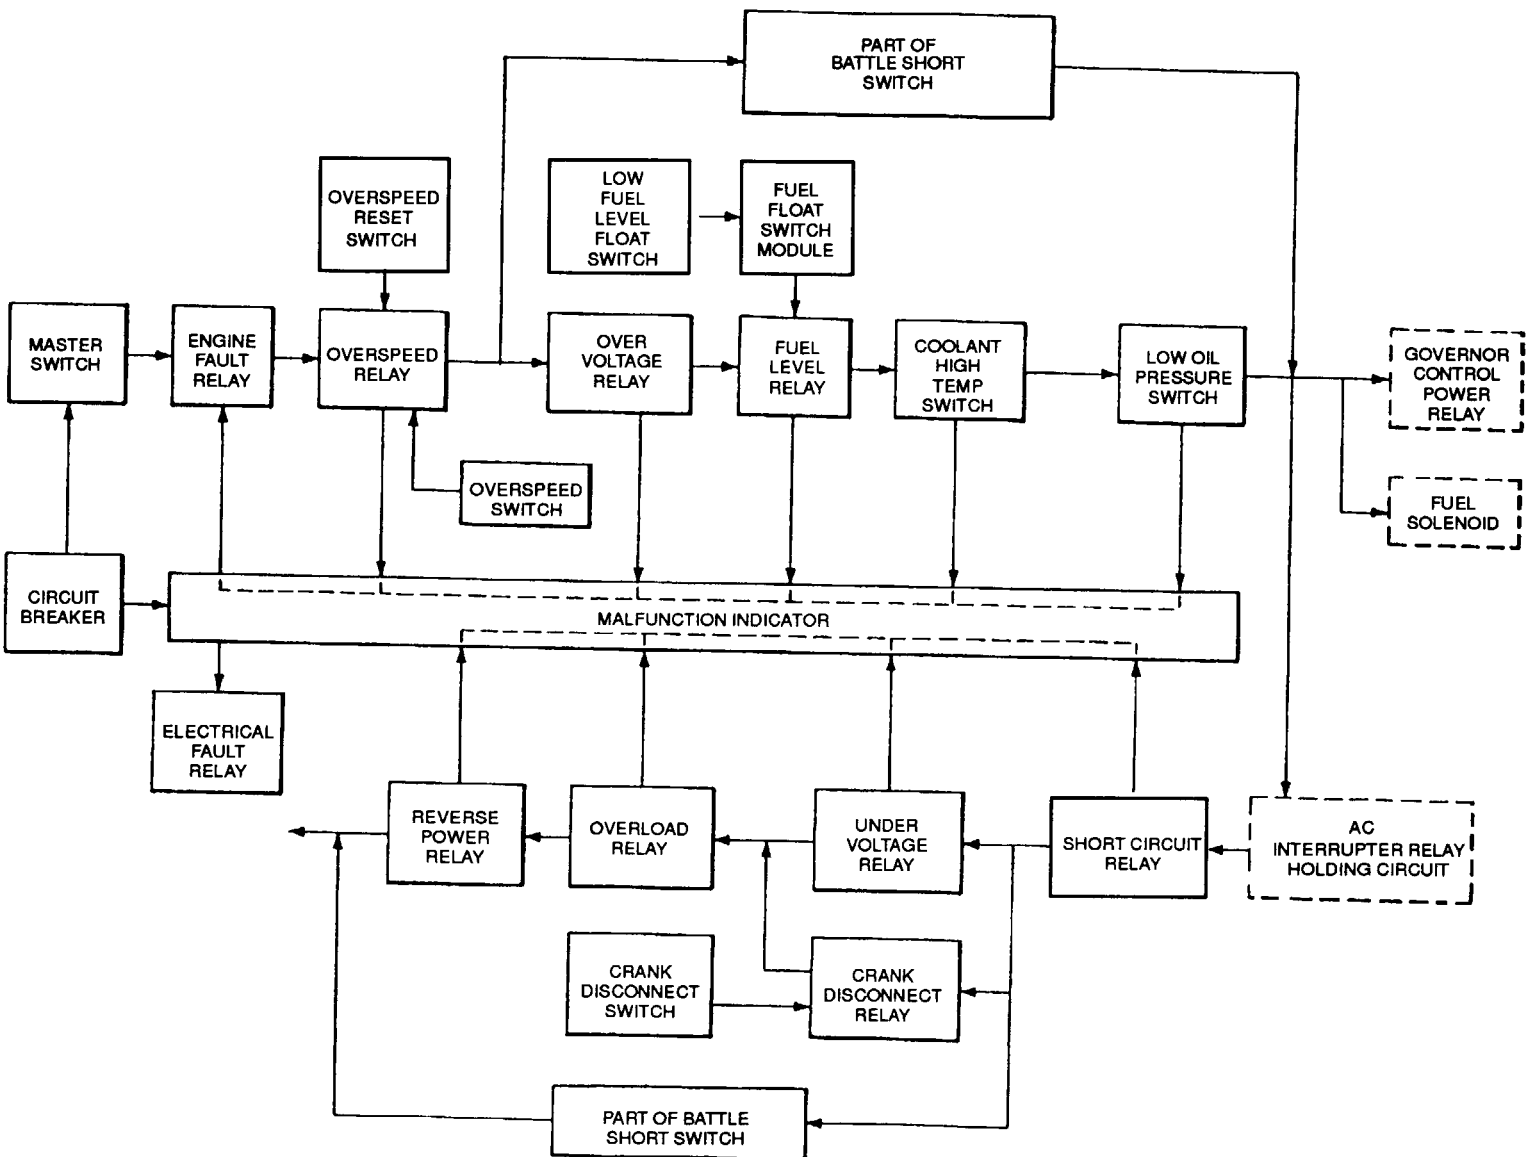 PART OF
BATTLE SHORT
SWITCH
OVERSPEED
RESET
SWITCH
LOW
FUEL
LEVEL
FLOAT
SWITCH
FUEL
FLOAT
SWITCH
MODULE
MASTER
SWITCH
ENGINE
FAULT
RELAY
OVERSPEED
RELAY
OVER
VOLTAGE
RELAY
FUEL
LEVEL
RELAY
COOLANT
HIGH
TEMP
SWITCH
LOW OIL
PRESSURE
SWITCH
GOVERNOR
CONTROL
POWER
RELAY
OVERSPEED
SWITCH
FUEL
SOLENOID
CIRCUIT
BREAKER
MALFUNCTION INDICATOR
ELECTRICAL
FAULT
RELAY
REVERSE
POWER
RELAY
OVERLOAD
RELAY
UNDER
VOLTAGE
RELAY
SHORT CIRCUIT
RELAY
AC
INTERRUPTER RELAY
HOLDING CIRCUIT
CRANK
DISCONNECT
SWITCH
CRANK
DISCONNECT
RELAY
PART OF BATTLE
SHORT SWITCH